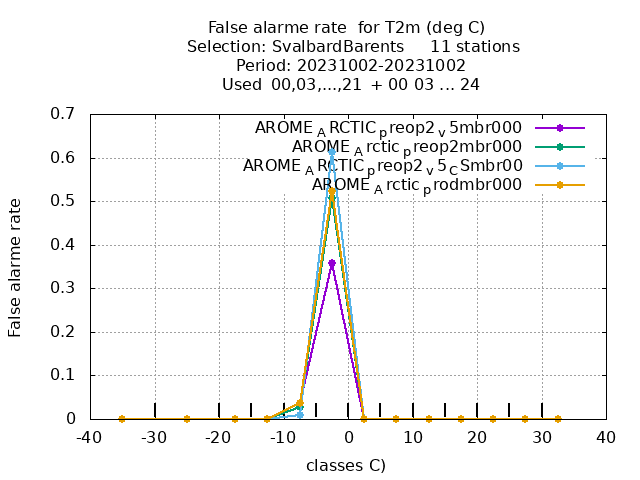 False alarme rate for T2m (deg C)
Selection: SvalbardBarents 11 stations
Period: 20231002-20231002
Used 00,03,...,21 + 00 03 ... 24
0.7
0.6
0.5
0.4
0.3
0.2
0.1
0
False alarme rate
AROME_ARCTIC_preop2_v5mbr000
AROME_Arctic_preop2mbr000
AROME_ARCTIC_preop2_v5_CSmbr00
AROME_Arctic_prodmbr000
-40 -30 -20 -10 0 10 20 30 40
classes C)